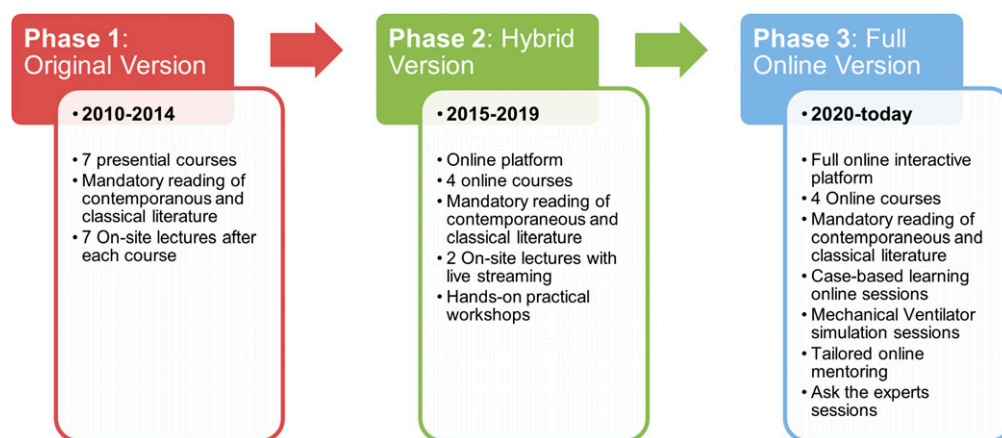 Phase 1:
Original Version
• 2010-2014
• 7 presential courses
• Mandatory reading of
contemporanous and
classical literature
• 7 On-site lectures after
each course
Phase 2: Hybrid
Version
• 2015-2019
• Online platform
• 4 online courses
• Mandatory reading of
contemporaneous and
classical literature
• 2 On-site lectures with
live streaming
• Hands-on practical
workshops
Phase 3: Full
Online Version
• 2020-today
• Full online interactive
platform
• 4 Online courses
• Mandatory reading of
contemporaneous and
classical literature
• Case-based learning
online sessions
• Mechanical Ventilator
simulation sessions
• Tailored online
mentoring
• Ask the experts
sessions